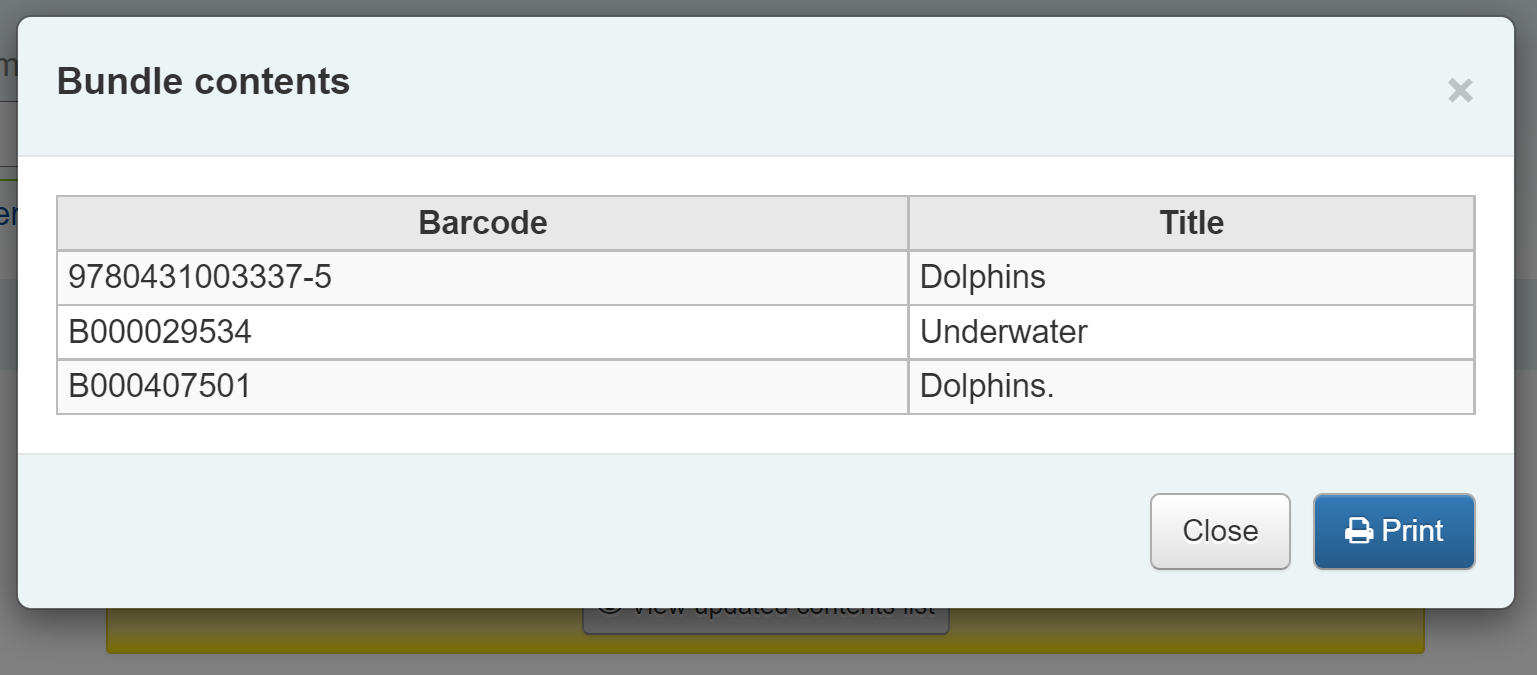 Bundle contents
×
Barcode Title
9780431003337-5 Dolphins
B000029534 Underwater
B000407501 Dolphins.
Close Print
View updated contents list